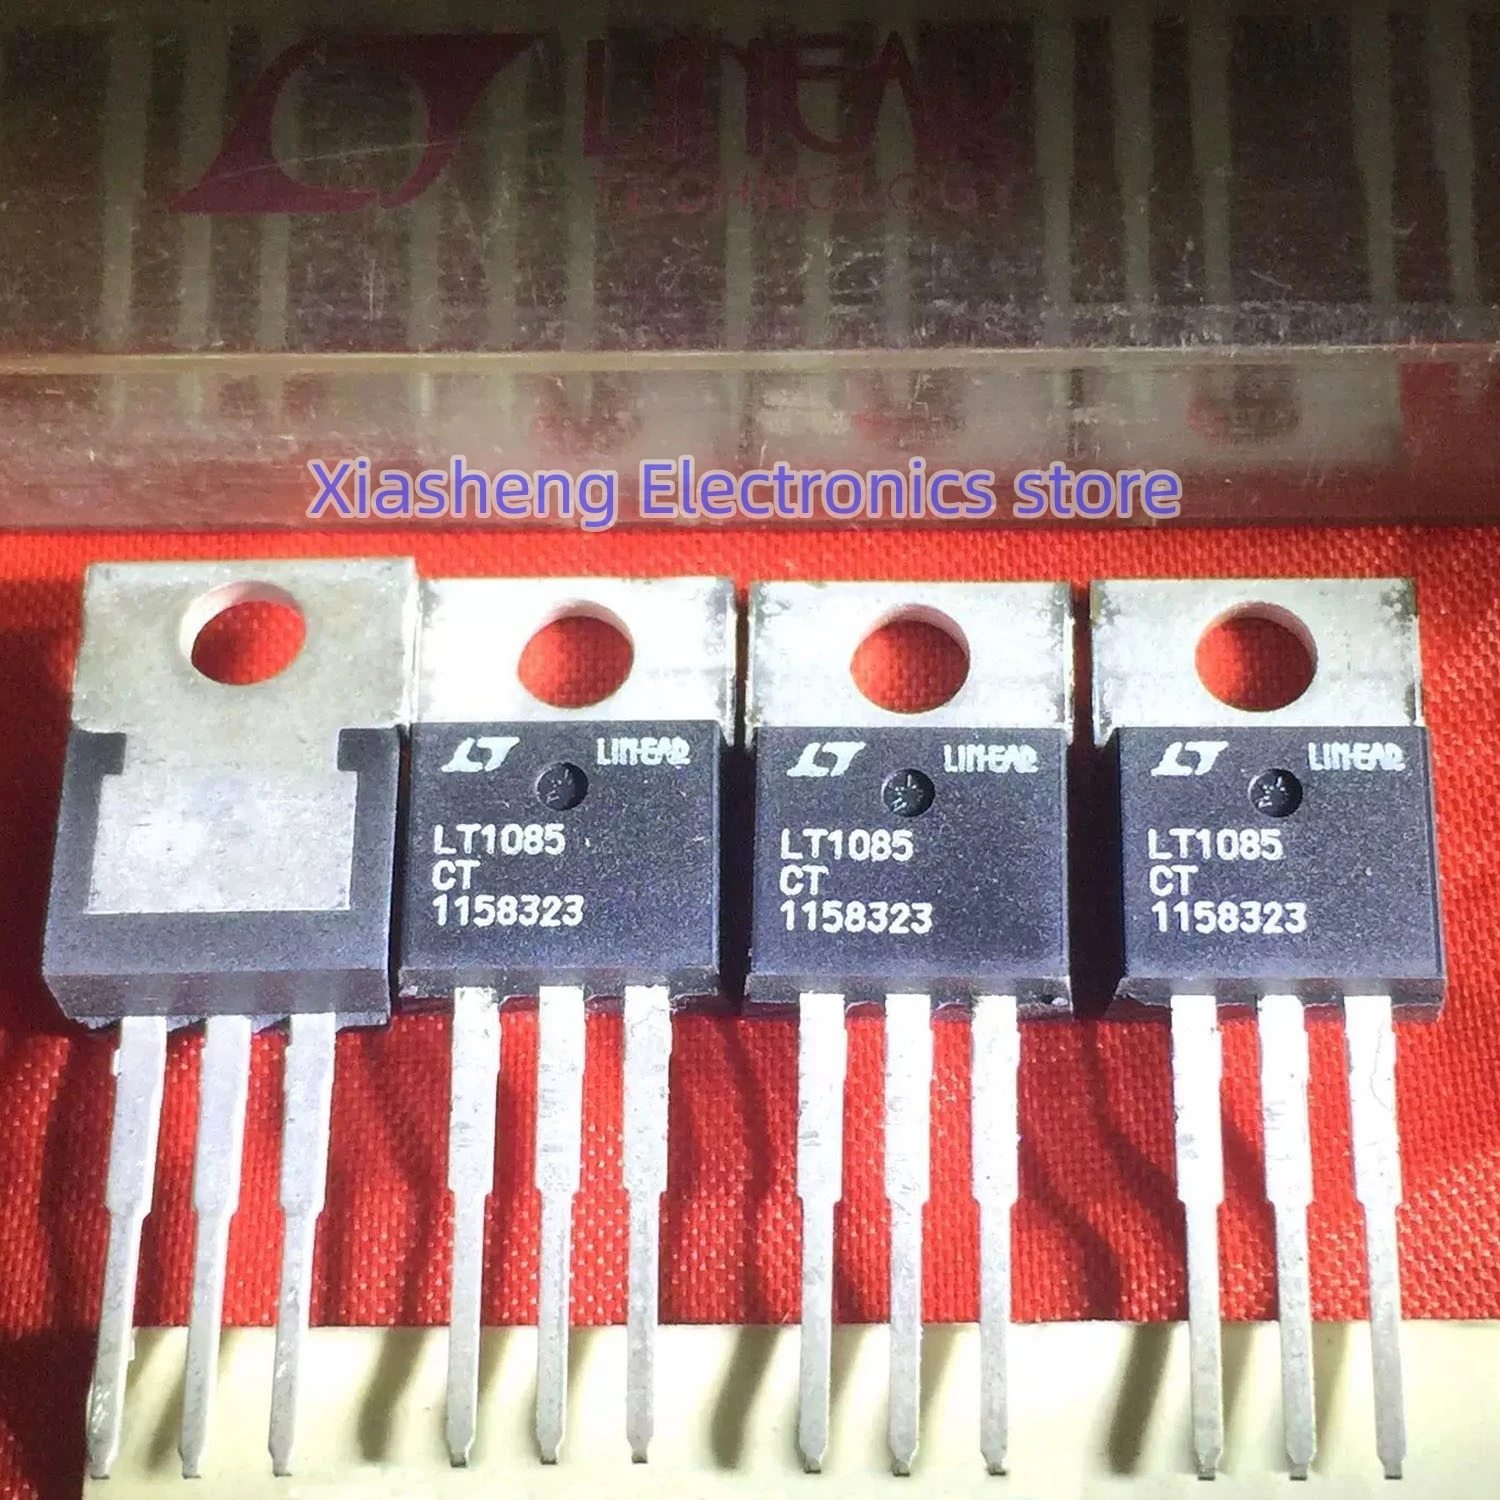 LINEAR
TECHNOLOGY
Xiasheng Electronics store
LT LINEAR
LT1085
CT
1158323
LT LINEAR
LT1085
CT
1158323
LT LINEAR
LT1085
CT
1158323